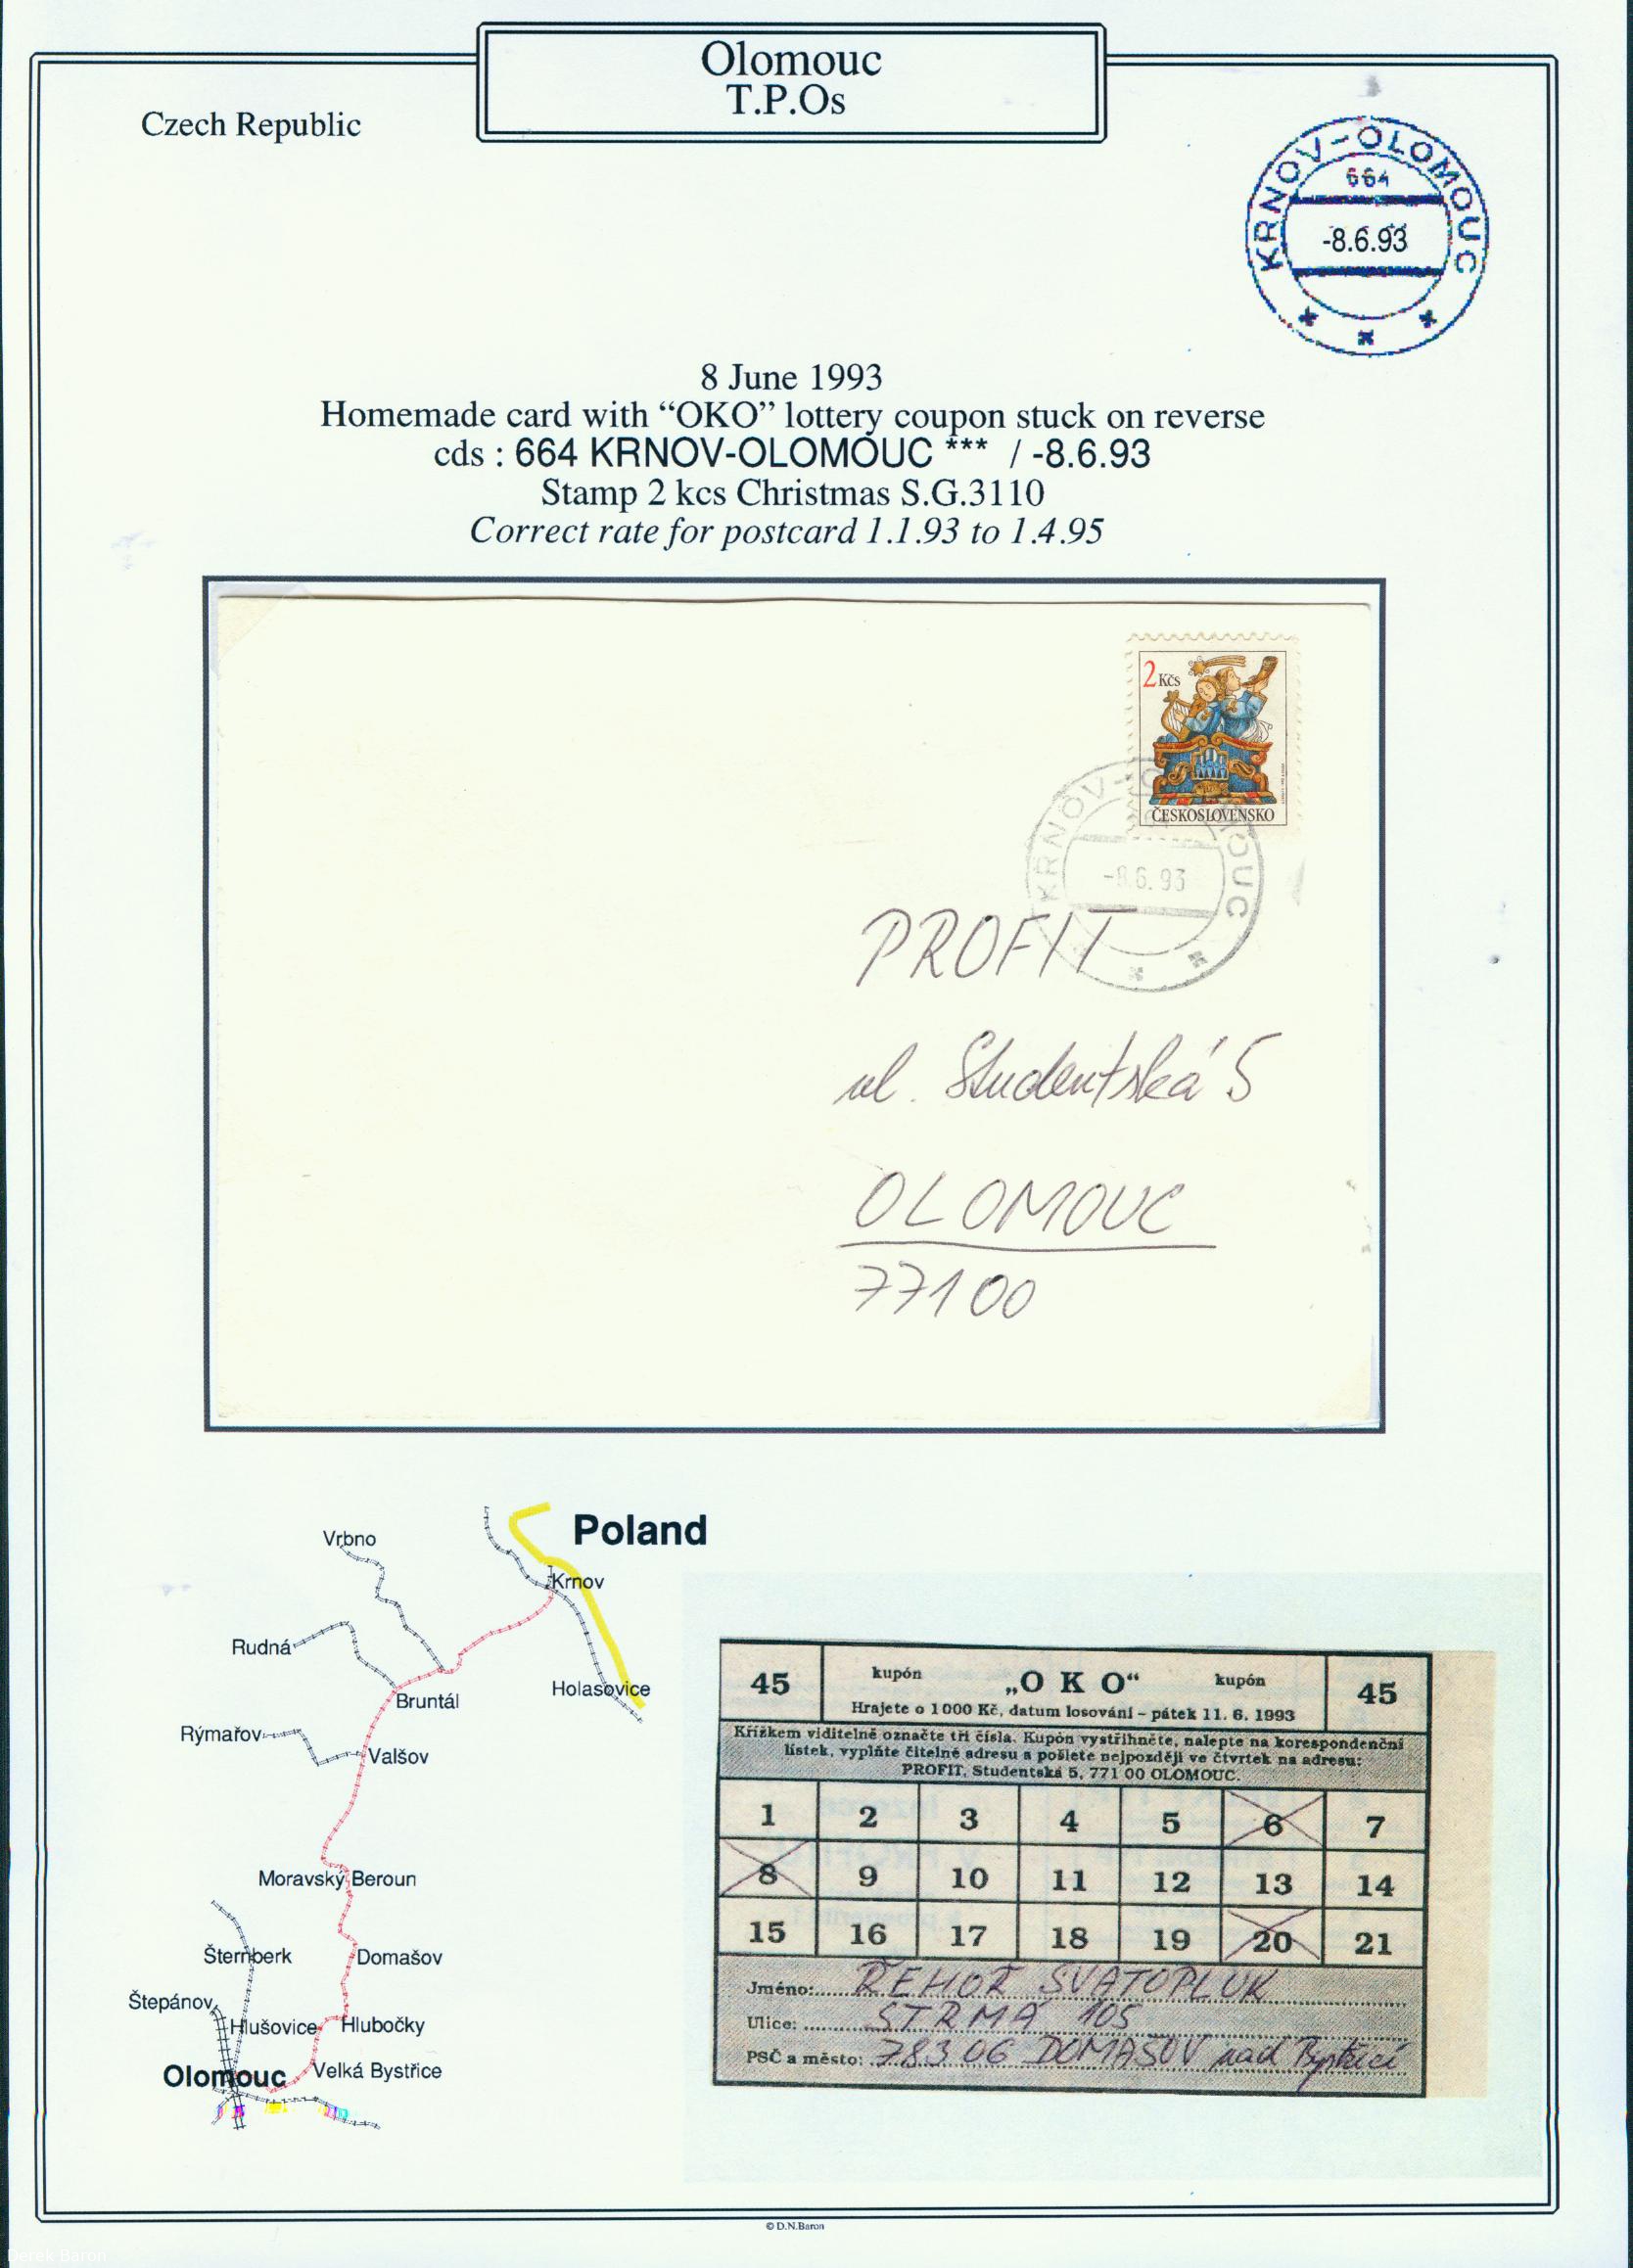 Olomouc
T.P.Os
Czech Republic
KRNOV-OLOMOUC
664
-8.6.93
8 June 1993
Homemade card with “OKO” lottery coupon stuck on reverse
cds : 664 KRNOV-OLOMOUC *** / -8.6.93
Stamp 2 kcs Christmas S.G.3110
Correct rate for postcard 1.1.93 to 1.4.95
2 Kčs
ČESKOSLOVENSKO
-8.6.93
PROFIT
ul. Studentská 5
OLOMOUC
77100
Poland
Vrbno
Krnov
Rudná
Holasovice
Bruntál
Rýmařov
Valšov
Moravský Beroun
Šternberk
Domašov
Štepánov
Hlušovice
Hlubočky
Velká Bystřice
Olomouc
45 kupón „O K O“ kupón 45
Hrajete o 1000 Kč, datum losování – pátek 11. 6. 1993
Křížkem viditelně označte tři čísla. Kupón vystřihněte, nalepte na korespondenční
lístek, vyplňte čitelně adresu a pošlete nejpozději ve čtvrtek na adresu:
PROFIT, Studentská 5, 771 00 OLOMOUC.
1 2 3 4 5 6 7
8 9 10 11 12 13 14
15 16 17 18 19 20 21
Jméno: ŘEHOŘ SVATOPLUK
Ulice: STRMÁ 105
PSČ a město: 783 06 DOMAŠOV nad Bystřicí
© D.N.Baron
Derek Baron